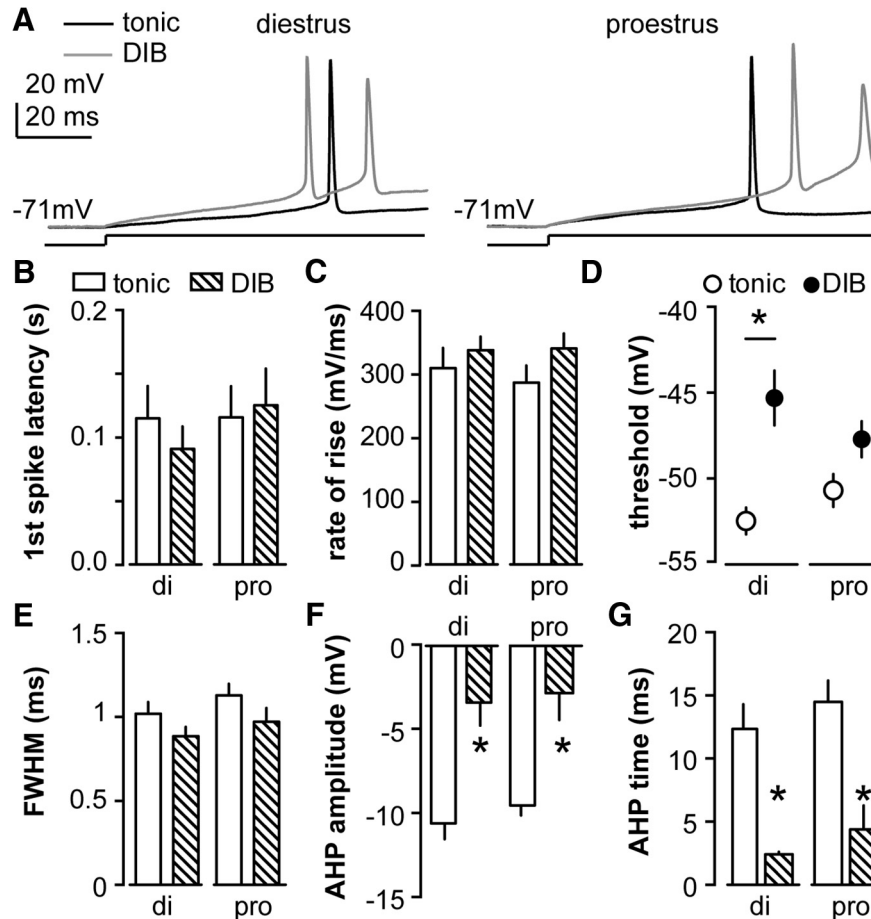 A
tonic
DIB
diestrus
proestrus
20 mV
20 ms
-71mV
-71mV
B
tonic
DIB
1st spike latency (s)
0.2
0.1
0.0
di
pro
C
rate of rise (mV/ms)
400
300
200
100
0
di
pro
D
tonic
DIB
threshold (mV)
-40
-45
-50
-55
*
di
pro
E
FWHM (ms)
1.5
1
0.5
0
di
pro
F
AHP amplitude (mV)
di
pro
0
-5
-10
-15
*
*
G
AHP time (ms)
20
15
10
5
0
*
*
di
pro